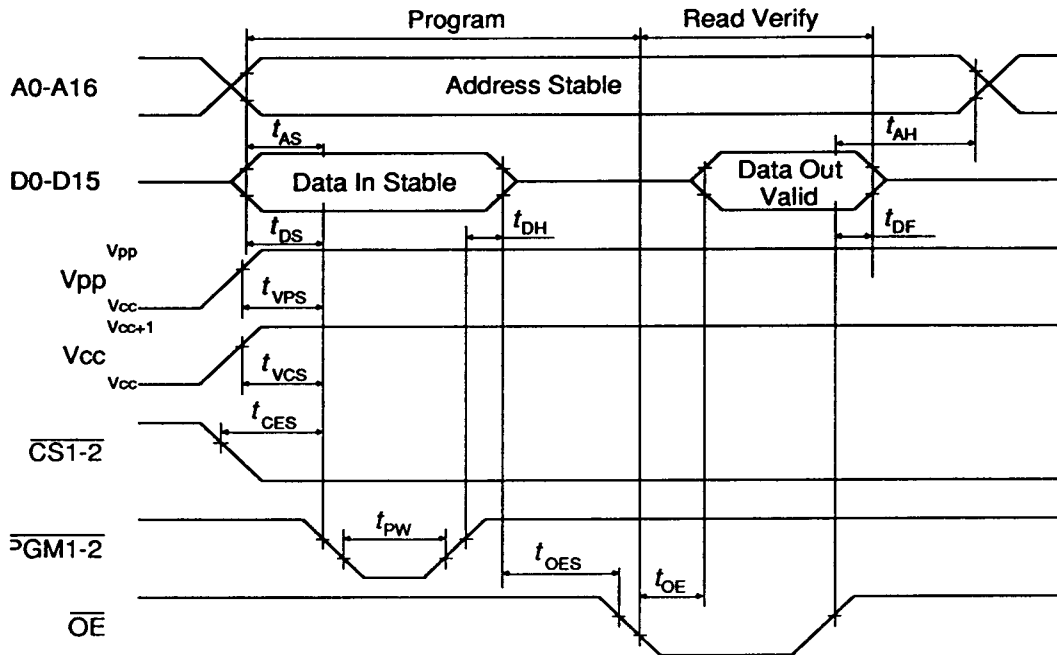 Program Read Verify
A0-A16 Address Stable
tAS tAH
D0-D15 Data In Stable Data Out
Valid
tDS tDH tDF
Vpp Vpp
Vcc tVPS
Vcc Vcc+1
Vcc tVCS
tCES
CS1-2
PGM1-2 tPW
tOES tOE
OE